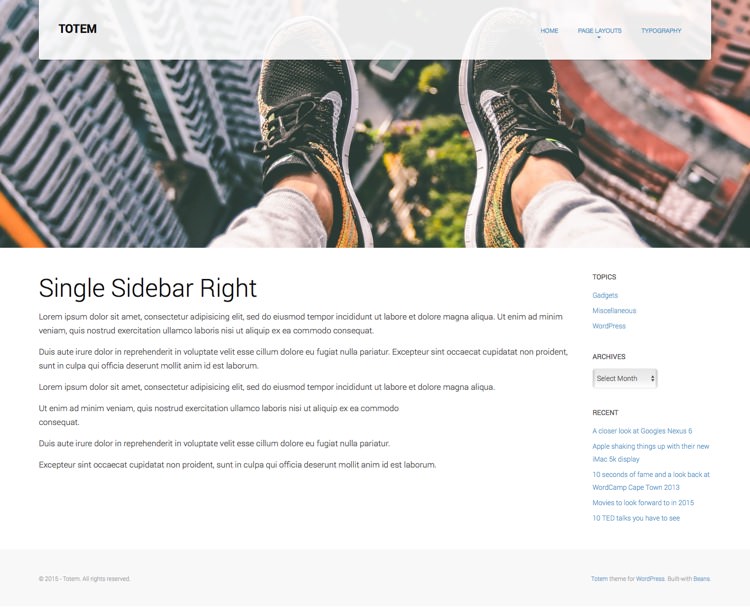 TOTEM
HOME PAGE LAYOUTS TYPOGRAPHY
Single Sidebar Right
Lorem ipsum dolor sit amet, consectetur adipisicing elit, sed do eiusmod tempor incididunt ut labore et dolore magna aliqua. Ut enim ad minim
veniam, quis nostrud exercitation ullamco laboris nisi ut aliquip ex ea commodo consequat.
Duis aute irure dolor in reprehenderit in voluptate velit esse cillum dolore eu fugiat nulla pariatur. Excepteur sint occaecat cupidatat non proident,
sunt in culpa qui officia deserunt mollit anim id est laborum.
Lorem ipsum dolor sit amet, consectetur adipisicing elit, sed do eiusmod tempor incididunt ut labore et dolore magna aliqua.
Ut enim ad minim veniam, quis nostrud exercitation ullamco laboris nisi ut aliquip ex ea commodo
consequat.
Duis aute irure dolor in reprehenderit in voluptate velit esse cillum dolore eu fugiat nulla pariatur.
Excepteur sint occaecat cupidatat non proident, sunt in culpa qui officia deserunt mollit anim id est laborum.
TOPICS
Gadgets
Miscellaneous
WordPress
ARCHIVES
Select Month
RECENT
A closer look at Googles Nexus 6
Apple shaking things up with their new
iMac 5k display
10 seconds of fame and a look back at
WordCamp Cape Town 2013
Movies to look forward to in 2015
10 TED talks you have to see
© 2015 - Totem. All rights reserved.
Totem theme for WordPress. Built-with Beans.